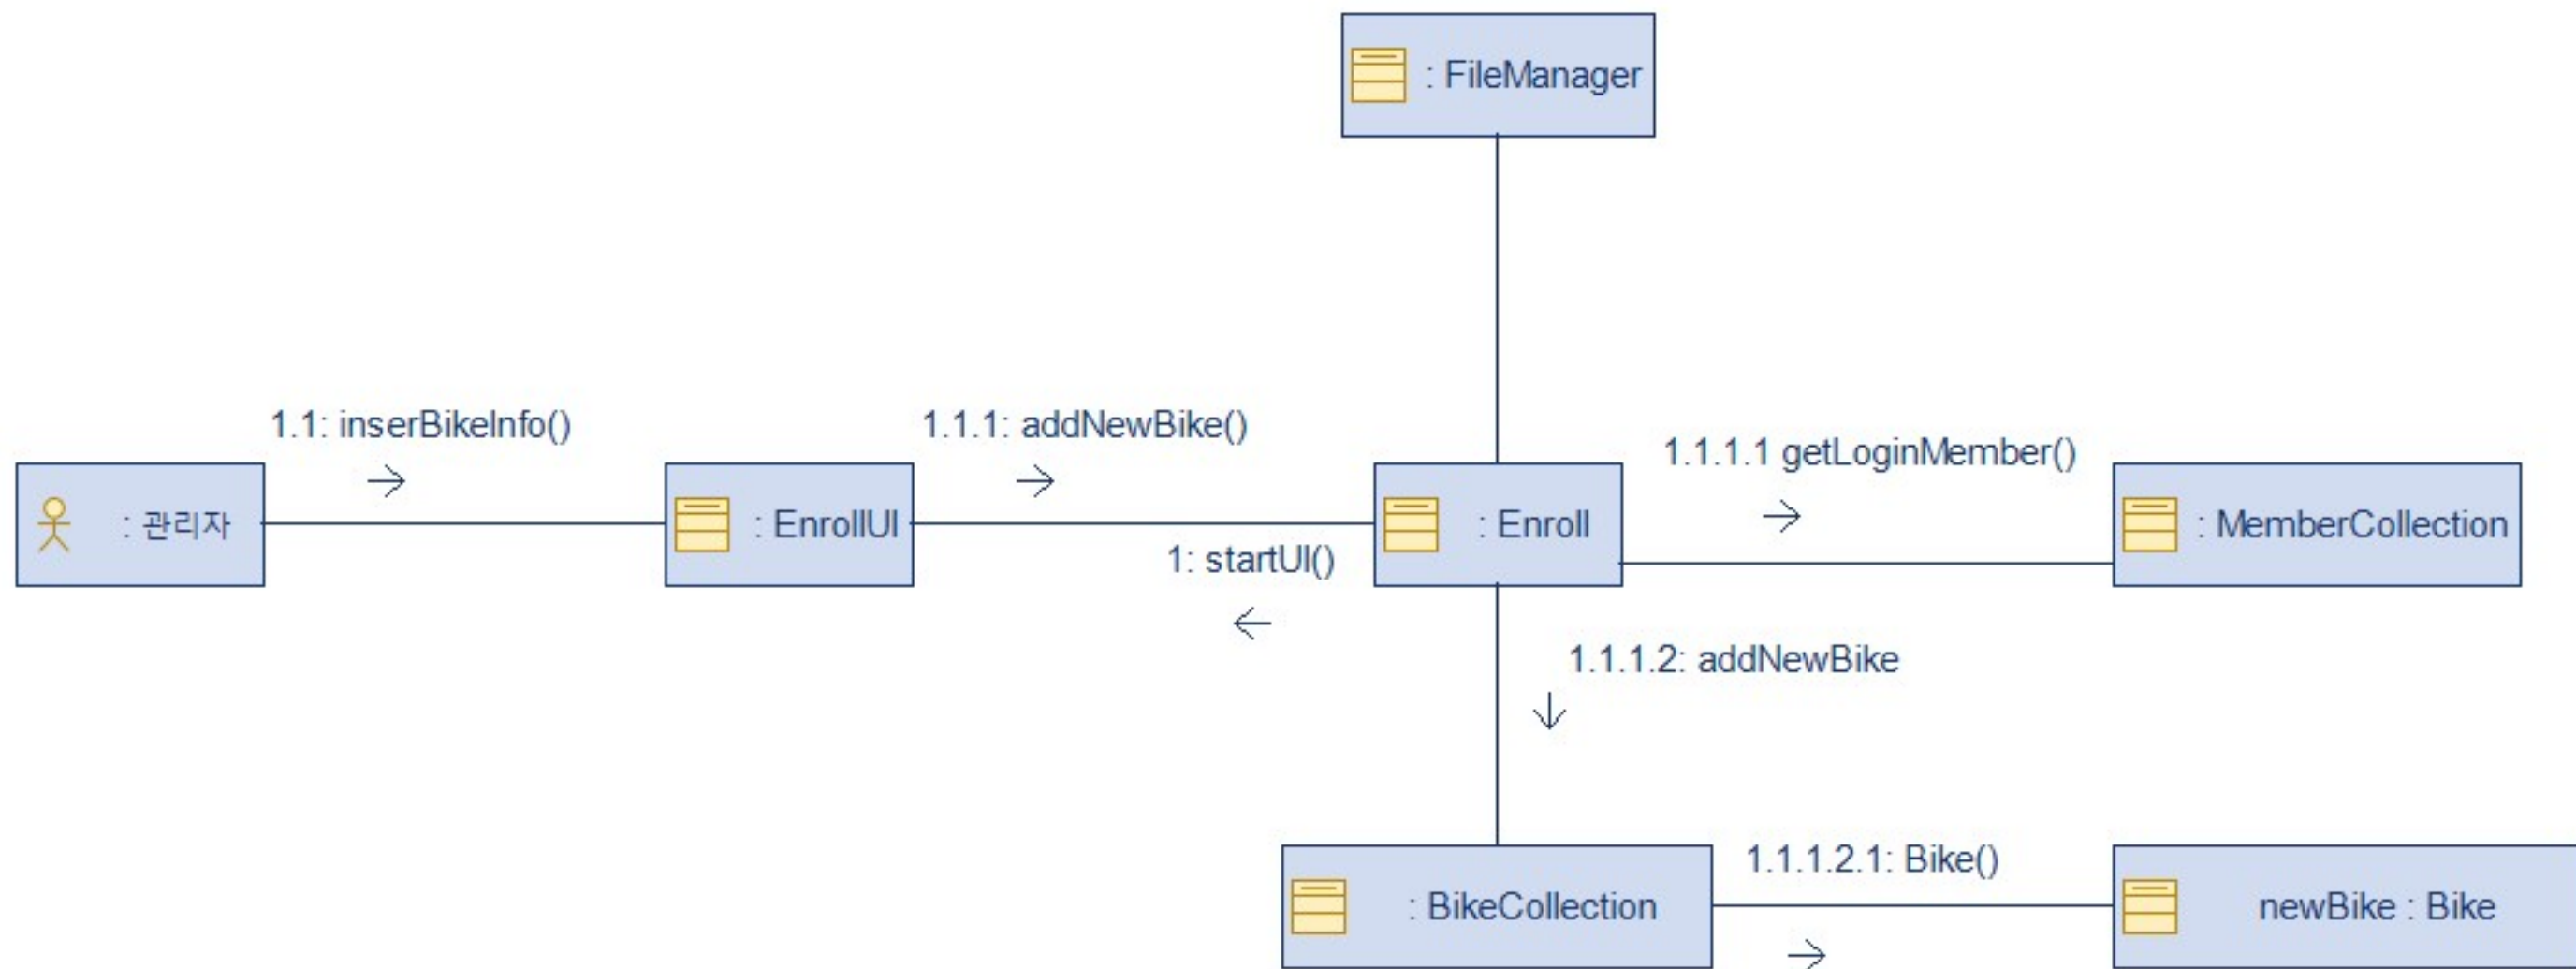 : FileManager
1.1: inserBikeInfo()
1.1.1: addNewBike()
1.1.1.1 getLoginMember()
: 관리자
: EnrollUI
: Enroll
: MemberCollection
1: startUI()
1.1.1.2: addNewBike
1.1.1.2.1: Bike()
: BikeCollection
newBike : Bike